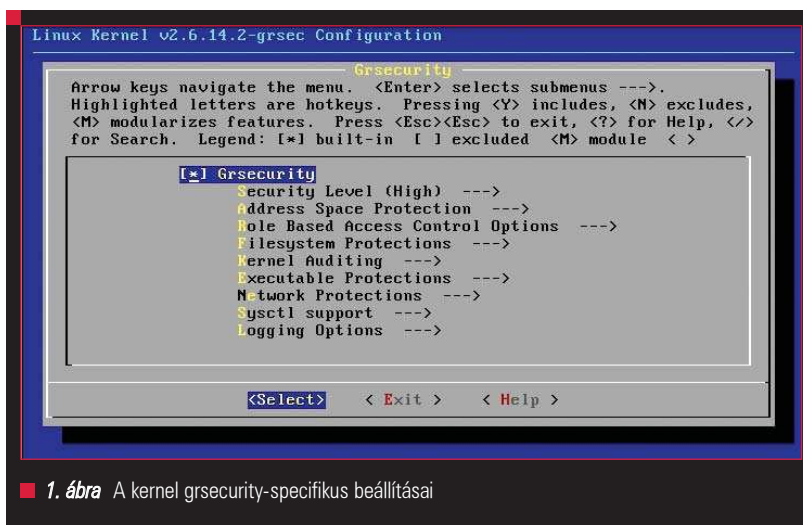 Linux Kernel v2.6.14.2-grsec Configuration
Grsecurity
Arrow keys navigate the menu. <Enter> selects submenus --->.
Highlighted letters are hotkeys. Pressing <Y> includes, <N> excludes,
<M> modularizes features. Press <Esc><Esc> to exit, <?> for Help, </>
for Search. Legend: [*] built-in [ ] excluded <M> module < >
[*] Grsecurity
Security Level (High) --->
Address Space Protection --->
Role Based Access Control Options --->
Filesystem Protections --->
Kernel Auditing --->
Executable Protections --->
Network Protections --->
Sysctl support --->
Logging Options --->
<Select> < Exit > < Help >
1. ábra A kernel grsecurity-specifikus beállításai